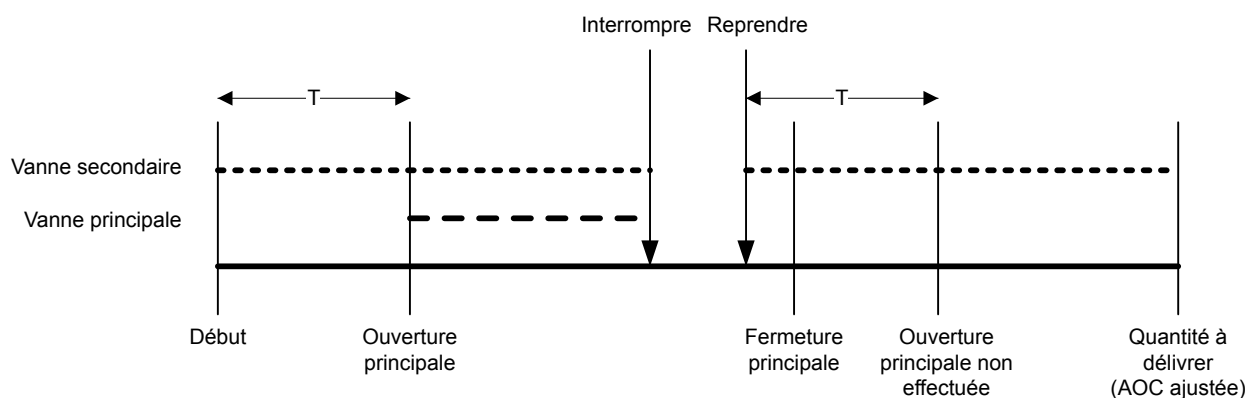 Interrompre
Reprendre
T
T
Vanne secondaire
Vanne principale
Début
Ouverture
principale
Fermeture
principale
Ouverture
principale non
effectuée
Quantité à
délivrer
(AOC ajustée)